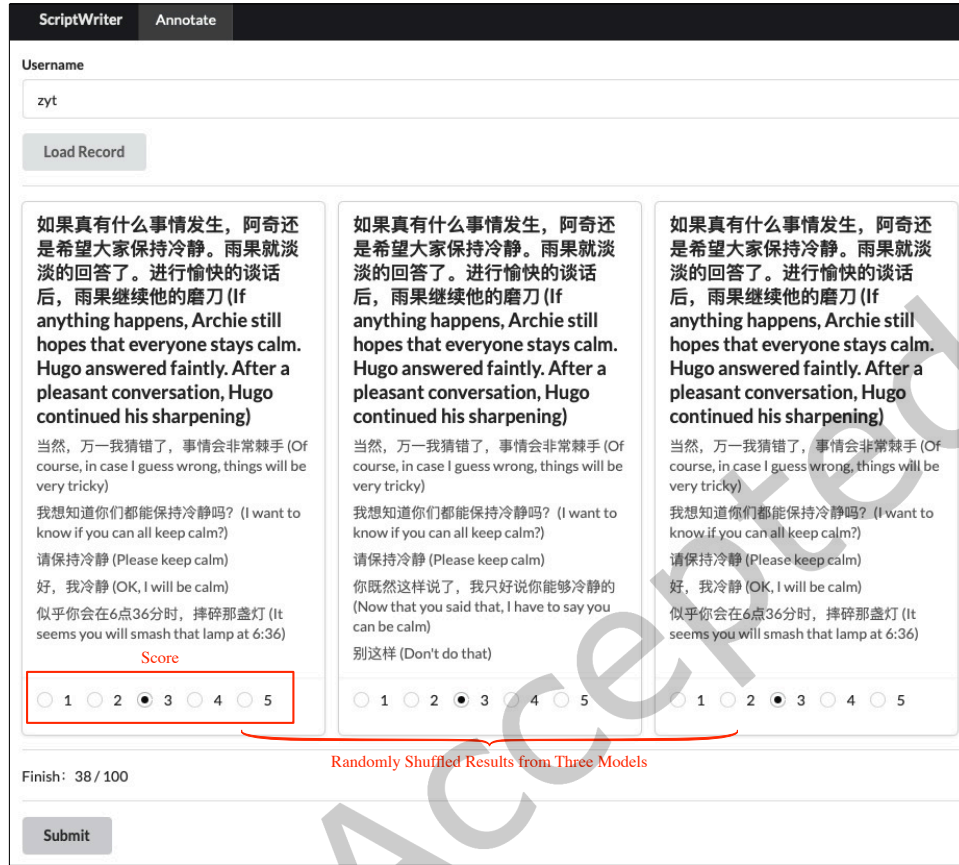 ScriptWriter Annotate
Username
zyt
Load Record
如果真有什么事情发生，阿奇还
是希望大家保持冷静。雨果就淡
淡的回答了。进行愉快的谈话
后，雨果继续他的磨刀 (If
anything happens, Archie still
hopes that everyone stays calm.
Hugo answered faintly. After a
pleasant conversation, Hugo
continued his sharpening)
当然，万一我猜错了，事情会非常棘手 (Of
course, in case I guess wrong, things will be
very tricky)
我想知道你们都能保持冷静吗？(I want to
know if you can all keep calm?)
请保持冷静 (Please keep calm)
好，我冷静 (OK, I will be calm)
似乎你会在6点36分时，摔碎那盏灯 (It
seems you will smash that lamp at 6:36)
Score
1 2 3 4 5
如果真有什么事情发生，阿奇还
是希望大家保持冷静。雨果就淡
淡的回答了。进行愉快的谈话
后，雨果继续他的磨刀 (If
anything happens, Archie still
hopes that everyone stays calm.
Hugo answered faintly. After a
pleasant conversation, Hugo
continued his sharpening)
当然，万一我猜错了，事情会非常棘手 (Of
course, in case I guess wrong, things will be
very tricky)
我想知道你们都能保持冷静吗？(I want to
know if you can all keep calm?)
请保持冷静 (Please keep calm)
你既然这样说了，我只好说你能够冷静的
(Now that you said that, I have to say you
can be calm)
别这样 (Don't do that)
1 2 3 4 5
如果真有什么事情发生，阿奇还
是希望大家保持冷静。雨果就淡
淡的回答了。进行愉快的谈话
后，雨果继续他的磨刀 (If
anything happens, Archie still
hopes that everyone stays calm.
Hugo answered faintly. After a
pleasant conversation, Hugo
continued his sharpening)
当然，万一我猜错了，事情会非常棘手 (Of
course, in case I guess wrong, things will be
very tricky)
我想知道你们都能保持冷静吗？(I want to
know if you can all keep calm?)
请保持冷静 (Please keep calm)
好，我冷静 (OK, I will be calm)
似乎你会在6点36分时，摔碎那盏灯 (It
seems you will smash that lamp at 6:36)
1 2 3 4 5
Randomly Shuffled Results from Three Models
Finish：38 / 100
Submit
Accepted